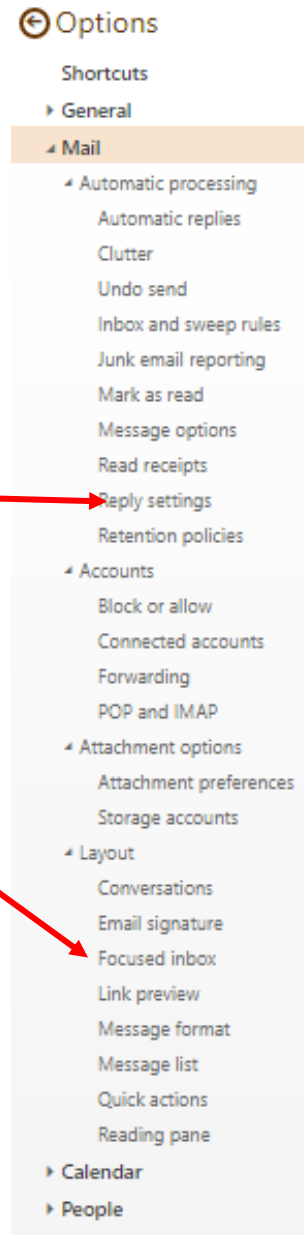 Options
Shortcuts
General
Mail
Automatic processing
Automatic replies
Clutter
Undo send
Inbox and sweep rules
Junk email reporting
Mark as read
Message options
Read receipts
Reply settings
Retention policies
Accounts
Block or allow
Connected accounts
Forwarding
POP and IMAP
Attachment options
Attachment preferences
Storage accounts
Layout
Conversations
Email signature
Focused inbox
Link preview
Message format
Message list
Quick actions
Reading pane
Calendar
People